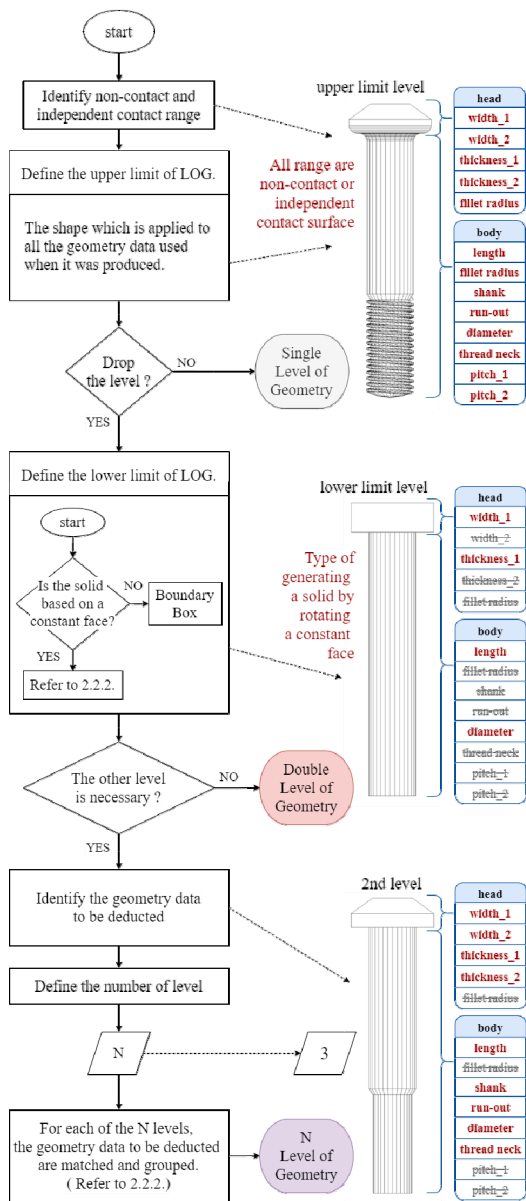 start
Identify non-contact and
independent contact range
Define the upper limit of LOG.
The shape which is applied to
all the geometry data used
when it was produced.
Drop
the level ?
NO
Single
Level of
Geometry
YES
upper limit level
All range are
non-contact or
independent
contact surface
head
width_1
width_2
thickness_1
thickness_2
fillet radius
body
length
fillet radius
shank
run-out
diameter
thread neck
pitch_1
pitch_2
Define the lower limit of LOG.
start
Is the solid
based on a
constant face?
NO
Boundary
Box
YES
Refer to 2.2.2.
lower limit level
Type of
generating
a solid by
rotating
a constant
face
head
width_1
width_2
thickness_1
thickness_2
fillet radius
body
length
fillet radius
shank
run-out
diameter
thread neck
pitch_1
pitch_2
The other level
is necessary ?
NO
Double
Level of
Geometry
YES
Identify the geometry data
to be deducted
Define the number of level
N
3
For each of the N levels,
the geometry data to be deducted
are matched and grouped.
( Refer to 2.2.2.)
N
Level of
Geometry
2nd level
head
width_1
width_2
thickness_1
thickness_2
fillet radius
body
length
fillet radius
shank
run-out
diameter
thread neck
pitch_1
pitch_2